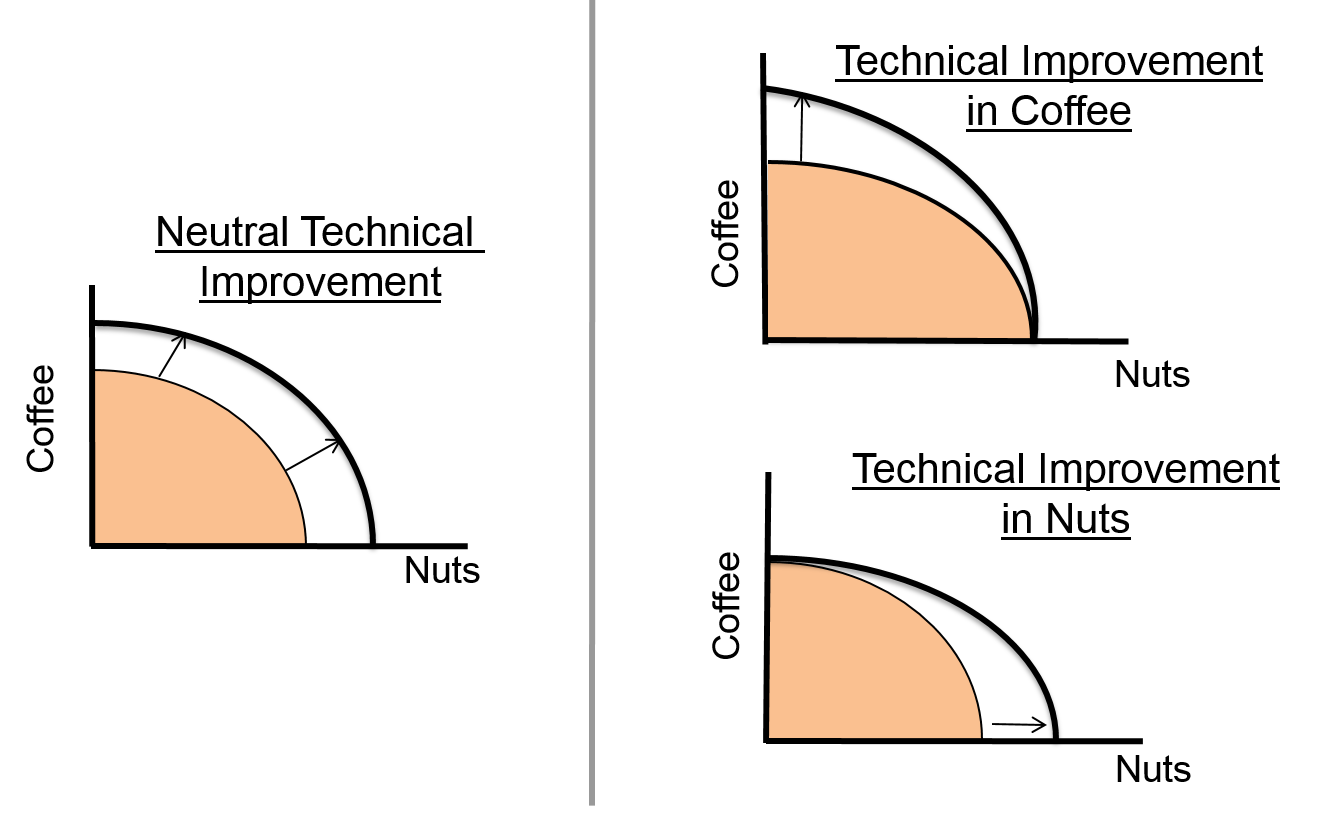 Neutral Technical
Improvement
Coffee
Nuts
Technical Improvement
in Coffee
Coffee
Nuts
Technical Improvement
in Nuts
Coffee
Nuts